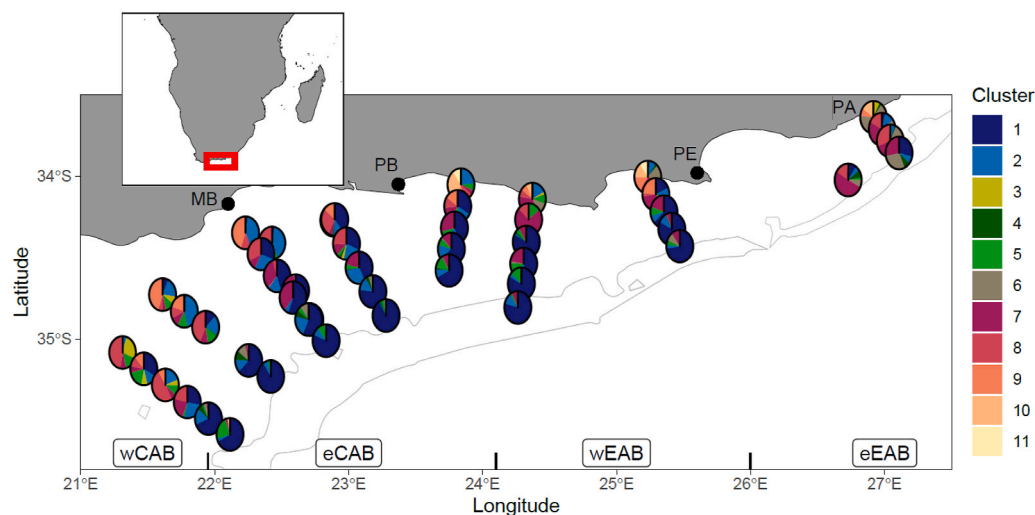 Cluster
1
2
3
4
5
6
7
8
9
10
11
Latitude
34°S
35°S
MB
PB
PE
PA
wCAB
eCAB
wEAB
eEAB
21°E
22°E
23°E
24°E
25°E
26°E
27°E
Longitude